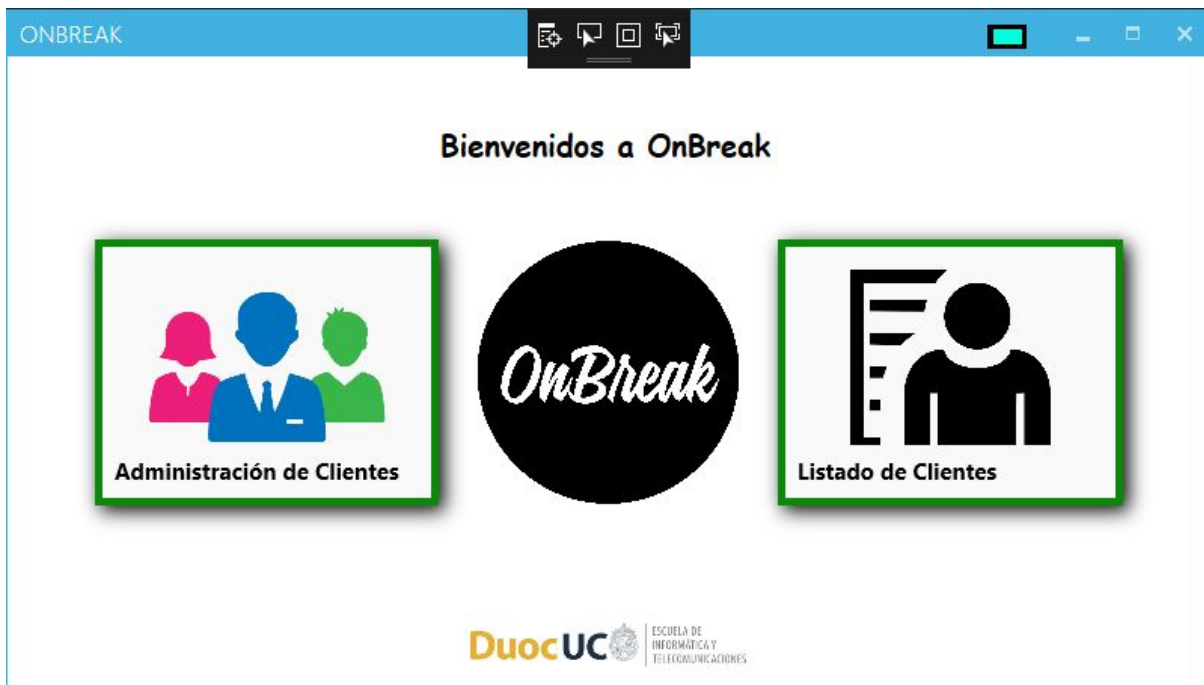 ONBREAK
Bienvenidos a OnBreak
OnBreak
Administración de Clientes
Listado de Clientes
DuocUC
ESCUELA DE
INFORMÁTICA Y
TELECOMUNICACIONES